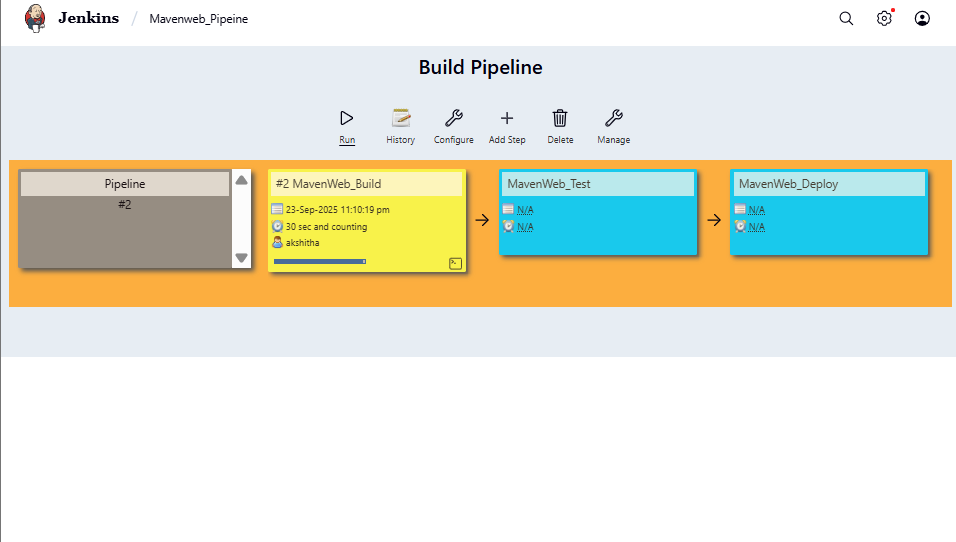 Jenkins / Mavenweb_Pipeine
Build Pipeline
Run History Configure Add Step Delete Manage
Pipeline
#2
#2 MavenWeb_Build
23-Sep-2025 11:10:19 pm
30 sec and counting
akshitha
MavenWeb_Test
N/A
N/A
MavenWeb_Deploy
N/A
N/A